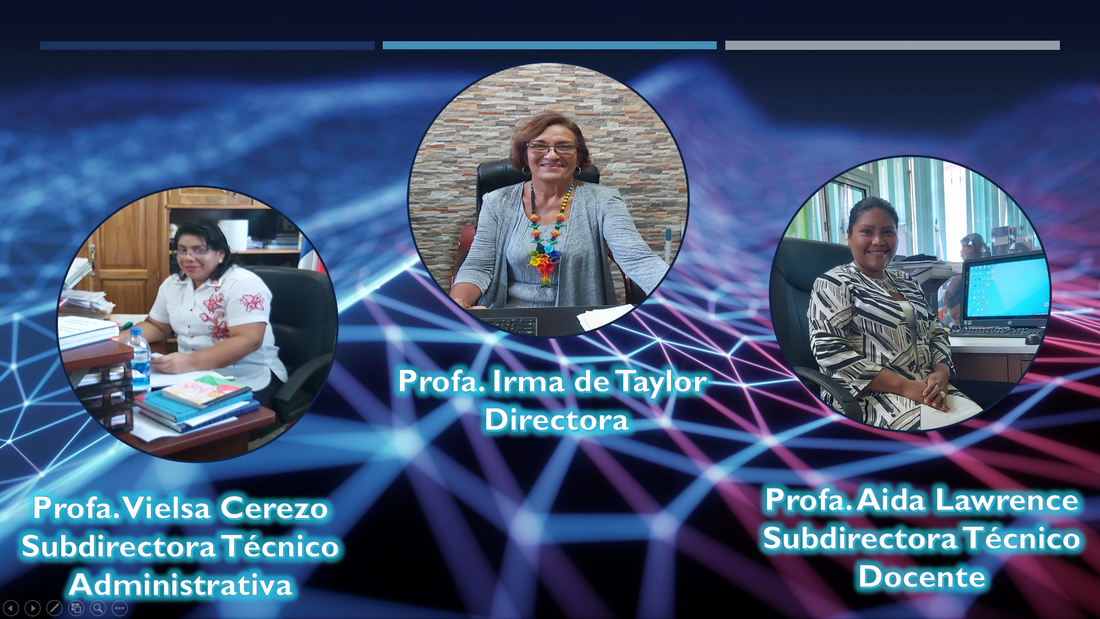 Profa. Irma de Taylor
Directora
Profa. Vielsa Cerezo
Subdirectora Técnico
Administrativa
Profa. Aida Lawrence
Subdirectora Técnico
Docente